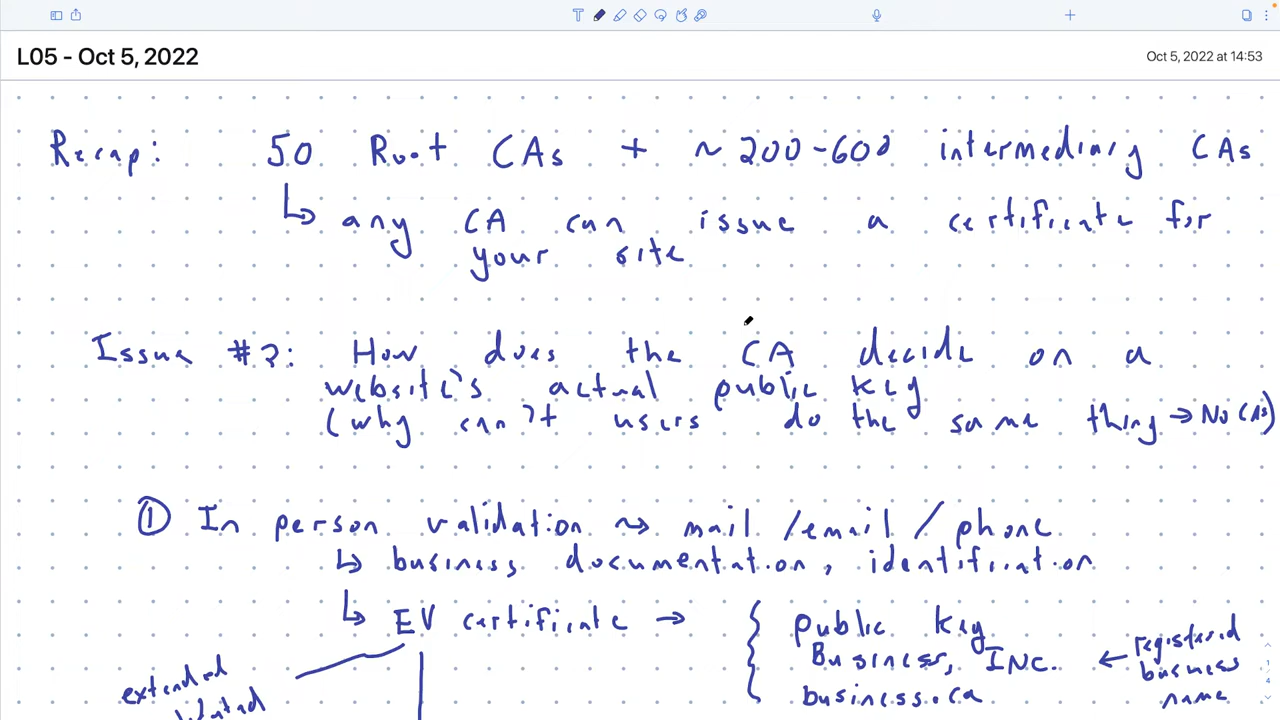 L05 - Oct 5, 2022
Oct 5, 2022 at 14:53
Recap: 50 Root CAs + ~ 200-600 intermediary CAs
↳ any CA can issue a certificate for
your site
Issue #2: How does the CA decide on a
website's actual public key
(why can't users do the same thing → No CAs)
① In person validation ⇝ mail / email / phone
↳ business documentation, identification
↳ EV certificate → { public key
Business, INC. ← registered
business
business.ca
name
extended